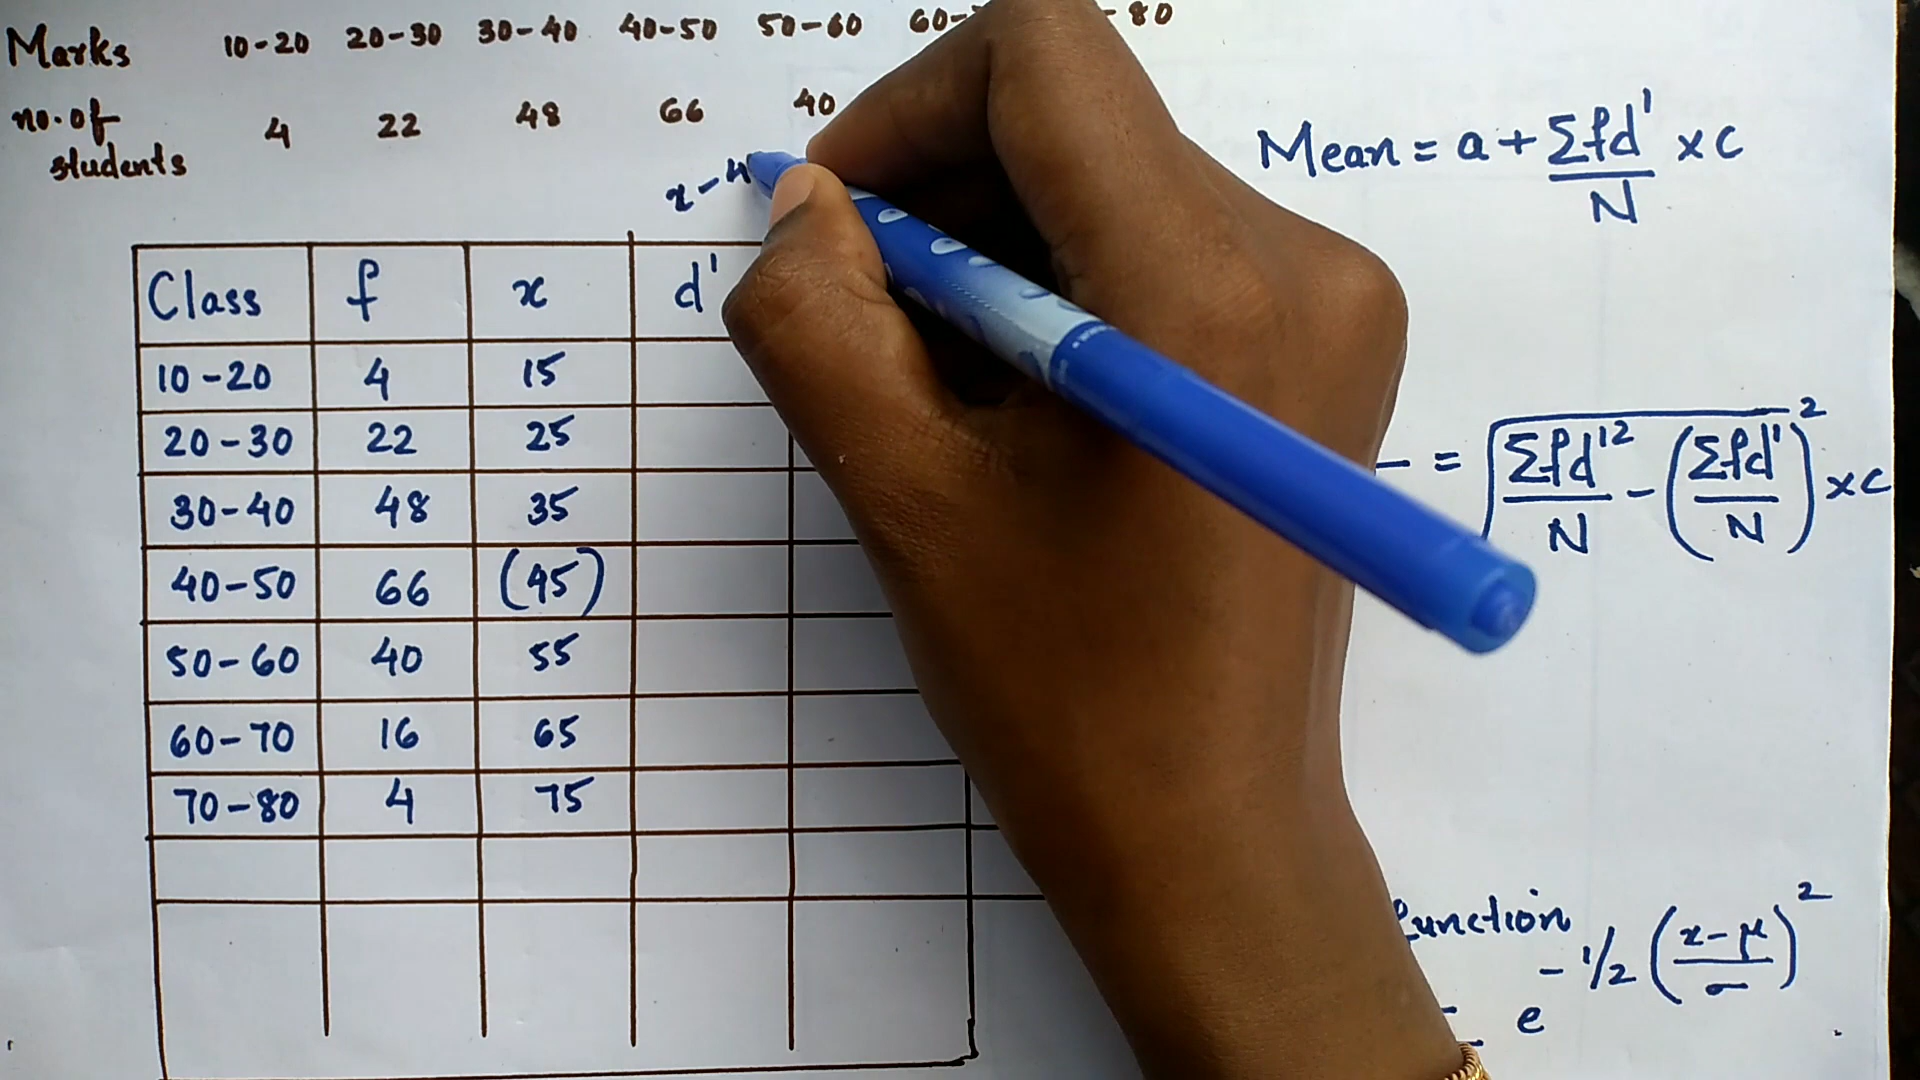 Marks 10-20 20-30 30-40 40-50 50-60 60- -80
no. of students 4 22 48 66 40
x-4
Mean = a + Σfd' / N × c
Class f x d'
10-20 4 15
20-30 22 25
30-40 48 35
40-50 66 (45)
50-60 40 55
60-70 16 65
70-80 4 75
= √ Σfd'² / N - (Σfd' / N)² × c
function
e -1/2 (x-μ / σ)²